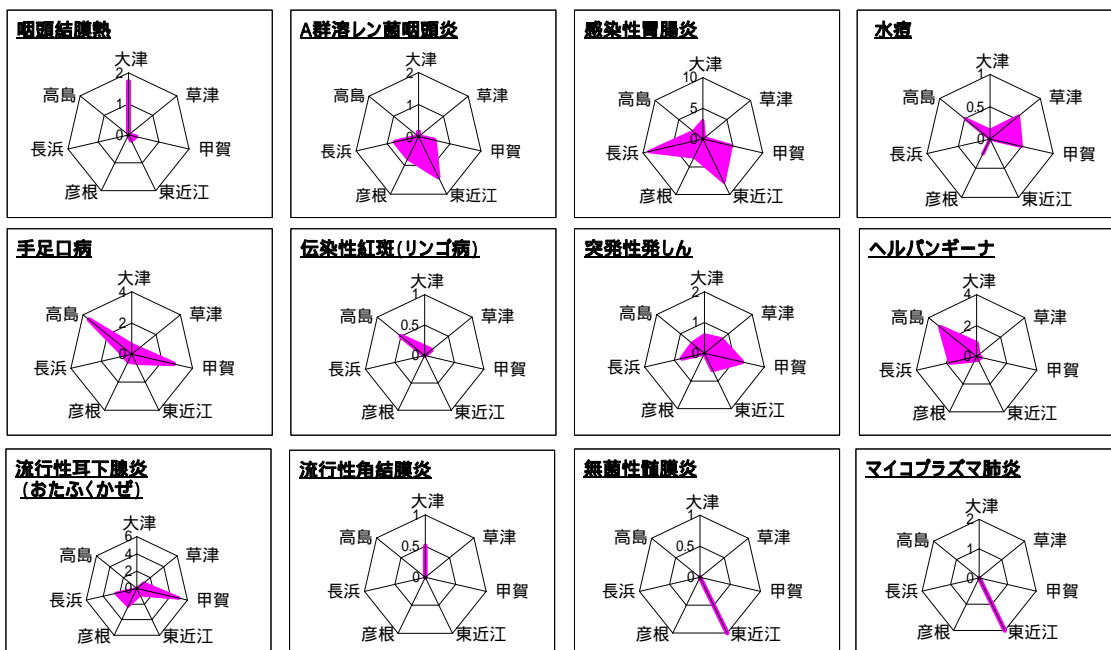 咽頭結膜熱
大津
草津
甲賀
東近江
彦根
長浜
高島
2
1
0
A群溶レン菌咽頭炎
大津
草津
甲賀
東近江
彦根
長浜
高島
2
1
0
感染性胃腸炎
大津
草津
甲賀
東近江
彦根
長浜
高島
10
5
0
水痘
大津
草津
甲賀
東近江
彦根
長浜
高島
1
0.5
0
手足口病
大津
草津
甲賀
東近江
彦根
長浜
高島
4
2
0
伝染性紅斑(リンゴ病)
大津
草津
甲賀
東近江
彦根
長浜
高島
1
0.5
0
突発性発しん
大津
草津
甲賀
東近江
彦根
長浜
高島
2
1
0
ヘルパンギーナ
大津
草津
甲賀
東近江
彦根
長浜
高島
4
2
0
流行性耳下腺炎
(おたふくかぜ)
大津
草津
甲賀
東近江
彦根
長浜
高島
6
4
2
0
流行性角結膜炎
大津
草津
甲賀
東近江
彦根
長浜
高島
1
0.5
0
無菌性髄膜炎
大津
草津
甲賀
東近江
彦根
長浜
高島
1
0.5
0
マイコプラズマ肺炎
大津
草津
甲賀
東近江
彦根
長浜
高島
2
1
0